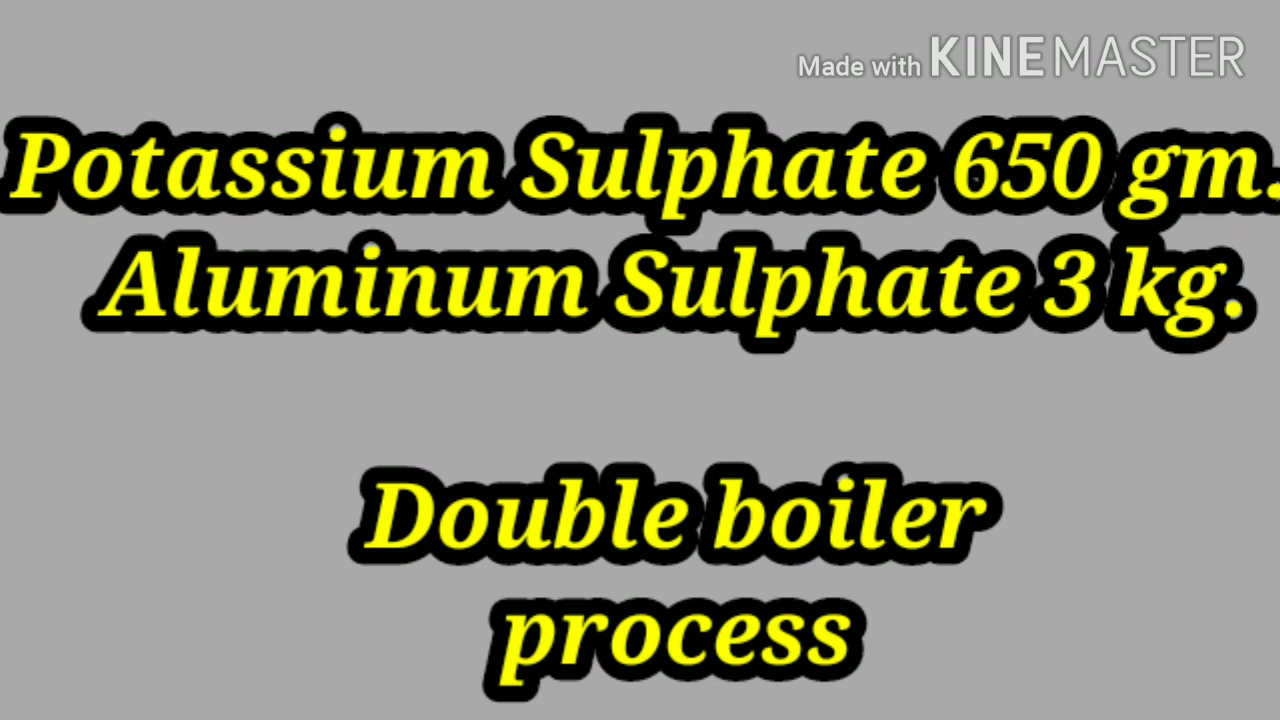 Made with KINEMASTER
Potassium Sulphate 650 gm.
Aluminum Sulphate 3 kg.
Double boiler
process